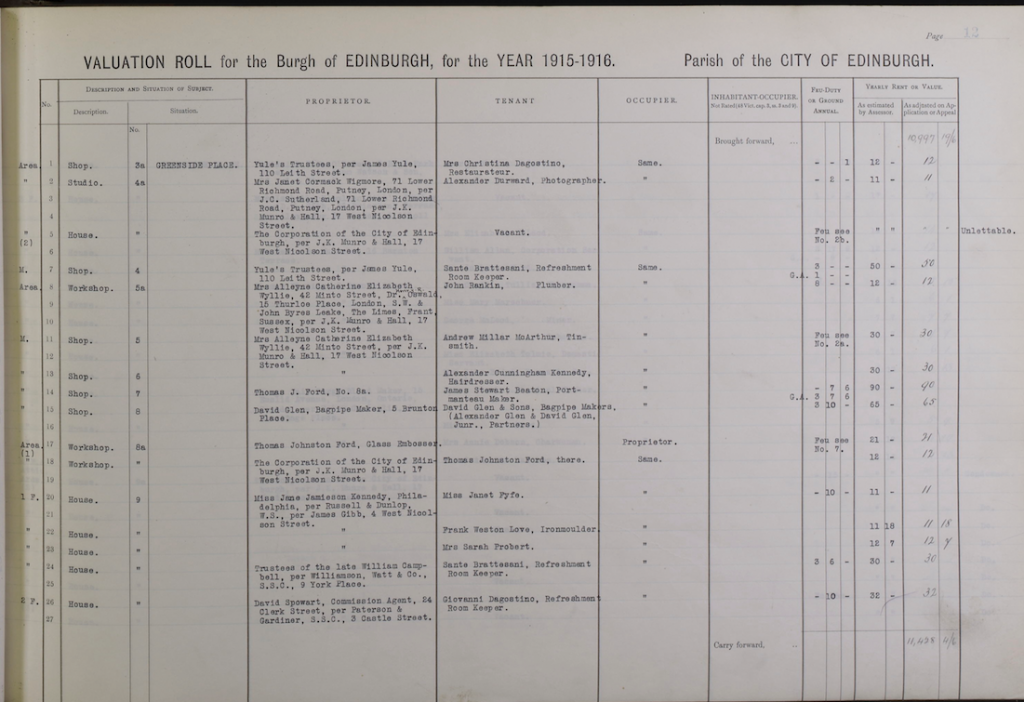 Page 12
VALUATION ROLL for the Burgh of EDINBURGH, for the YEAR 1915-1916. Parish of the CITY OF EDINBURGH.
No. DESCRIPTION AND SITUATION OF SUBJECT. PROPRIETOR. TENANT OCCUPIER. INHABITANT-OCCUPIER. FEU-DUTY OR GROUND ANNUAL. YEARLY RENT OR VALUE.
Description. Situation. As estimated by Assessor. As adjusted on Application or Appeal
No.
Brought forward, ... 10,997
Area. 1 Shop. 3a GREENSIDE PLACE. Yule's Trustees, per James Yule, Mrs Christina Dagostino, Same. - - 1 12 - 12
110 Leith Street. Restaurateur.
" 2 Studio. 4a Mrs Janet Cormack Wigmore, 71 Lower Alexander Durward, Photographer. " - 2 - 11 - 11
Richmond Road, Putney, London, per
3 J.C. Sutherland, 71 Lower Richmond
Road, Putney, London, per J.K.
4 Munro & Hall, 17 West Nicolson
Street.
" (2) 5 House. " The Corporation of the City of Edin- Vacant. Feu see " " " " Unlettable.
6 burgh, per J.K. Munro & Hall, 17 No. 2b.
West Nicolson Street.
M. 7 Shop. 4 Yule's Trustees, per James Yule, Sante Brattesani, Refreshment Same. 3 - - 50 - 50
110 Leith Street. Room Keeper. G.A. 1 - -
Area. 8 Workshop. 5a Mrs Alleyne Catherine Elizabeth John Rankin, Plumber. " 5 - - 12 - 12
Wyllie, 42 Minto Street, Dr. Oswald,
9 15 Thurloe Place, London, S.W. &
John Byres Leake, The Limes, Frant,
10 Sussex, per J.K. Munro & Hall, 17
West Nicolson Street.
M. 11 Shop. 5 Mrs Alleyne Catherine Elizabeth Andrew Millar McArthur, Tin- " Feu see 30 - 30
Wyllie, 42 Minto Street, per J.K. smith. No. 2a.
12 Munro & Hall, 17 West Nicolson
Street.
" 13 Shop. 6 " Alexander Cunningham Kennedy, " 30 - 30
Hairdresser.
" 14 Shop. 7 Thomas J. Ford, No. 8a. James Stewart Beaton, Port- " - 7 6 90 - 90
manteau Maker. G.A. 3 7 6
" 15 Shop. 8 David Glen, Bagpipe Maker, 5 Brunton David Glen & Sons, Bagpipe Makers, " 3 10 - 65 - 65
Place. (Alexander Glen & David Glen,
16 Junr., Partners.)
Area. (1) 17 Workshop. 8a Thomas Johnston Ford, Glass Embosser. Proprietor. Feu see 21 - 21
No. 7.
" 18 Workshop. " The Corporation of the City of Edin- Thomas Johnston Ford, there. Same. 12 - 12
burgh, per J.K. Munro & Hall, 17
19 West Nicolson Street.
1 F. 20 House. 9 Miss Jane Jamieson Kennedy, Phila- Miss Janet Fyfe. " - 10 - 11 - 11
delphia, per Russell & Dunlop,
21 W.S., per James Gibb, 4 West Nicol-
son Street.
" 22 House. " " Frank Weston Love, Ironmoulder. " 11 18 11 18
" 23 House. " " Mrs Sarah Probert. " 12 7 12 7
" 24 House. " Trustees of the late William Camp- Sante Brattesani, Refreshment " 3 6 - 30 - 30
bell, per Williamson, Watt & Co., Room Keeper.
25 S.S.C., 9 York Place.
2 F. 26 House. " David Spowart, Commission Agent, 24 Giovanni Dagostino, Refreshment " - 10 - 32 - 32
Clerk Street, per Paterson & Room Keeper.
27 Gardiner, S.S.C., 3 Castle Street.
Carry forward. ..